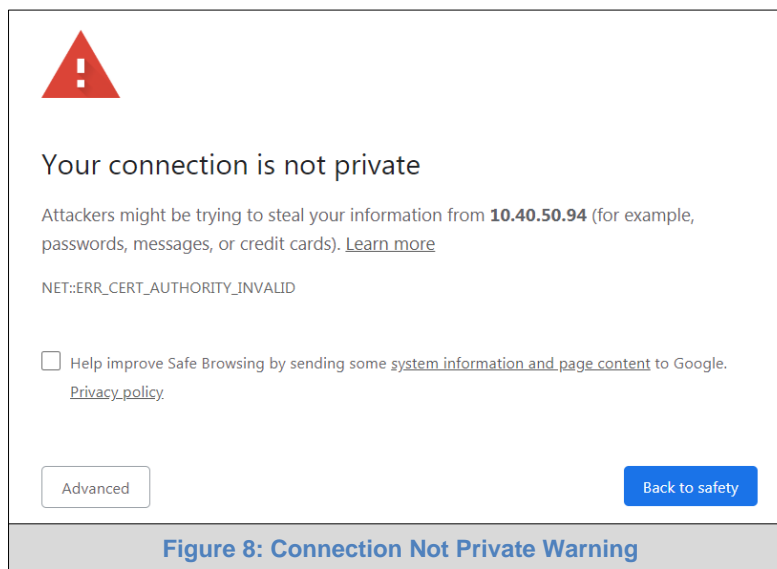 Your connection is not private
Attackers might be trying to steal your information from 10.40.50.94 (for example,
passwords, messages, or credit cards). Learn more
NET::ERR_CERT_AUTHORITY_INVALID
Help improve Safe Browsing by sending some system information and page content to Google.
Privacy policy
Advanced
Back to safety
Figure 8: Connection Not Private Warning